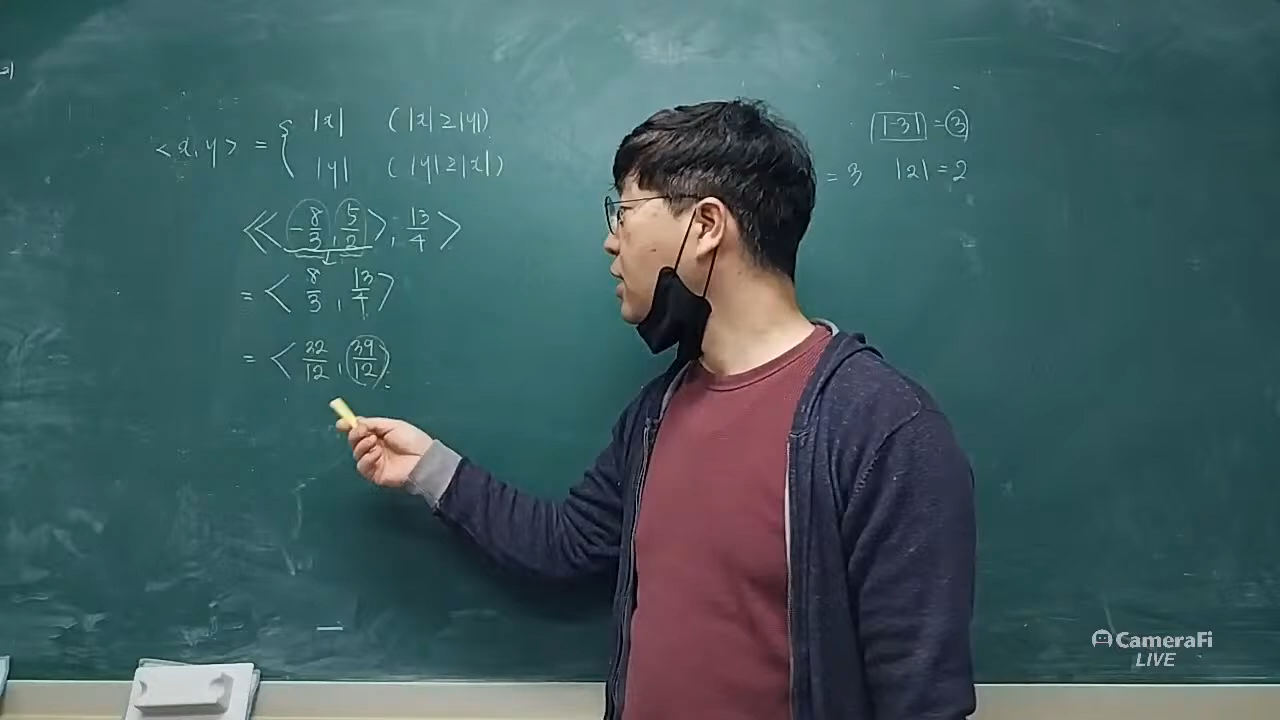 <x, y> = { |x| ( |x| ≥ |y| )
|y| ( |y| ≥ |x| )
<< -8/3, 5/2 >, 13/4 >
= < 8/3, 13/4 >
= < 32/12, 39/12 >
|-3| = 3
= 3 |2| = 2
CameraFi
LIVE